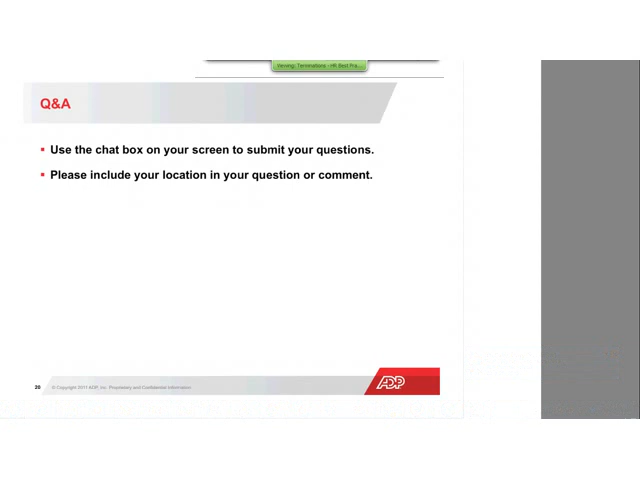 Viewing: Terminations - HR Best Pra...
Q&A
▪ Use the chat box on your screen to submit your questions.
▪ Please include your location in your question or comment.
20 © Copyright 2017 ADP, Inc. Proprietary and Confidential Information
ADP